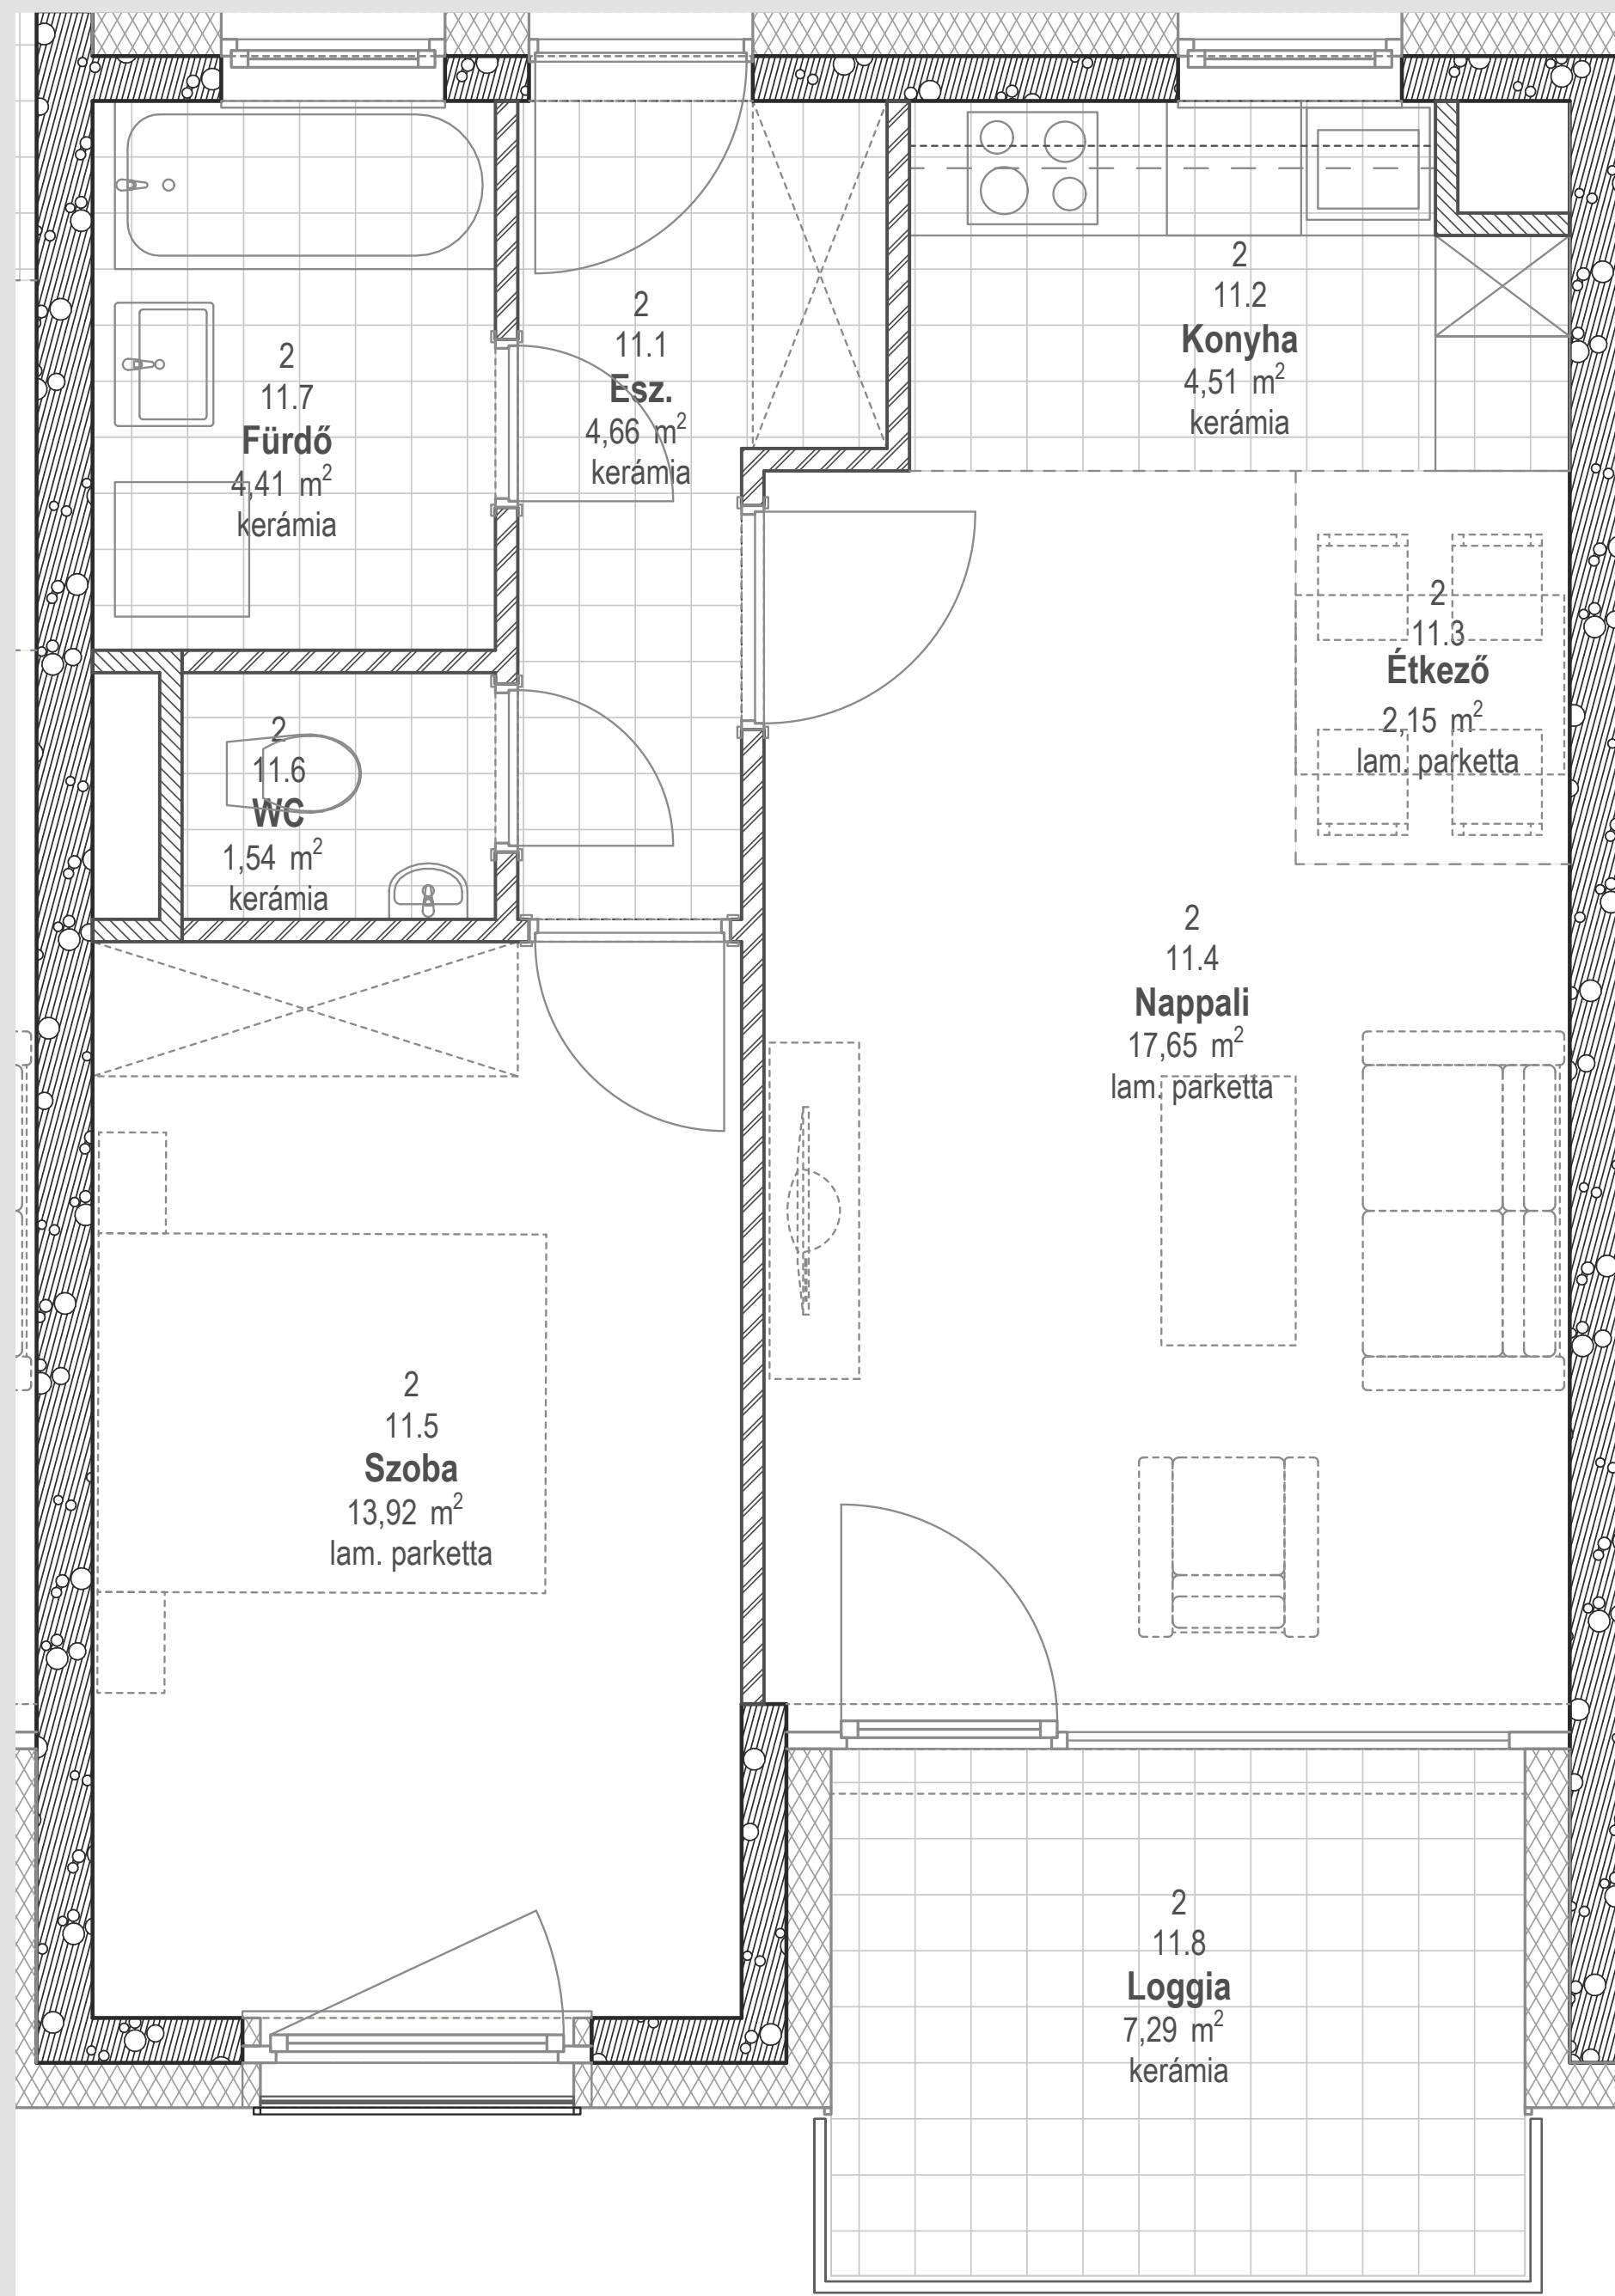 2
11.2
Konyha
4,51 m²
kerámia
2
11.1
Esz.
4,66 m²
kerámia
2
11.7
Fürdő
4,41 m²
kerámia
2
11.3
Étkező
2,15 m²
lam. parketta
2
11.6
WC
1,54 m²
kerámia
2
11.4
Nappali
17,65 m²
lam. parketta
2
11.5
Szoba
13,92 m²
lam. parketta
2
11.8
Loggia
7,29 m²
kerámia